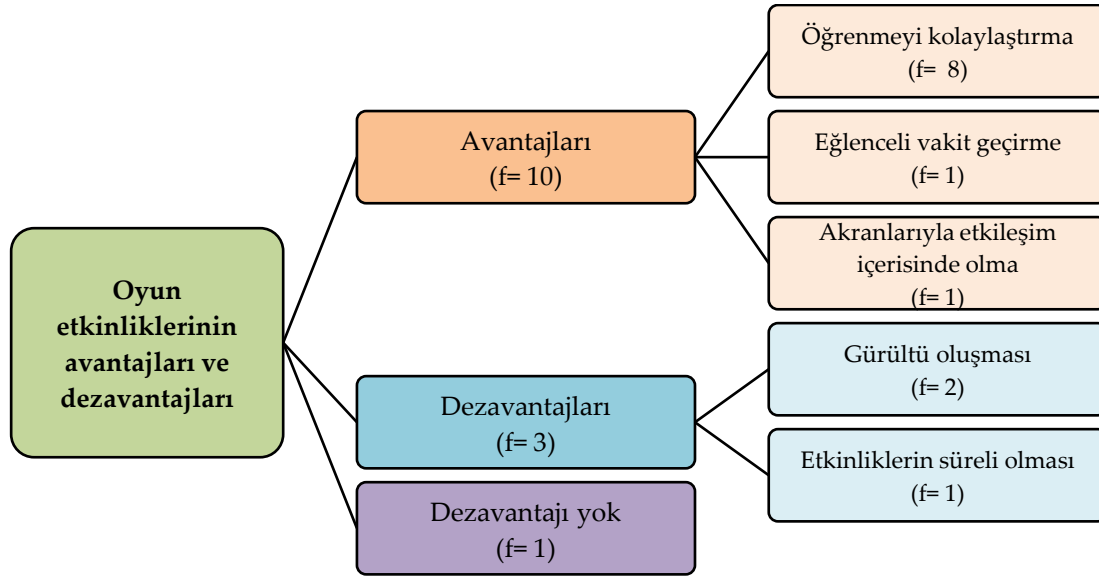 Oyun
etkinliklerinin
avantajları ve
dezavantajları
Avantajları
(f= 10)
Öğrenmeyi kolaylaştırma
(f= 8)
Eğlenceli vakit geçirme
(f= 1)
Akranlarıyla etkileşim
içerisinde olma
(f= 1)
Dezavantajları
(f= 3)
Gürültü oluşması
(f= 2)
Etkinliklerin süreli olması
(f= 1)
Dezavantajı yok
(f= 1)